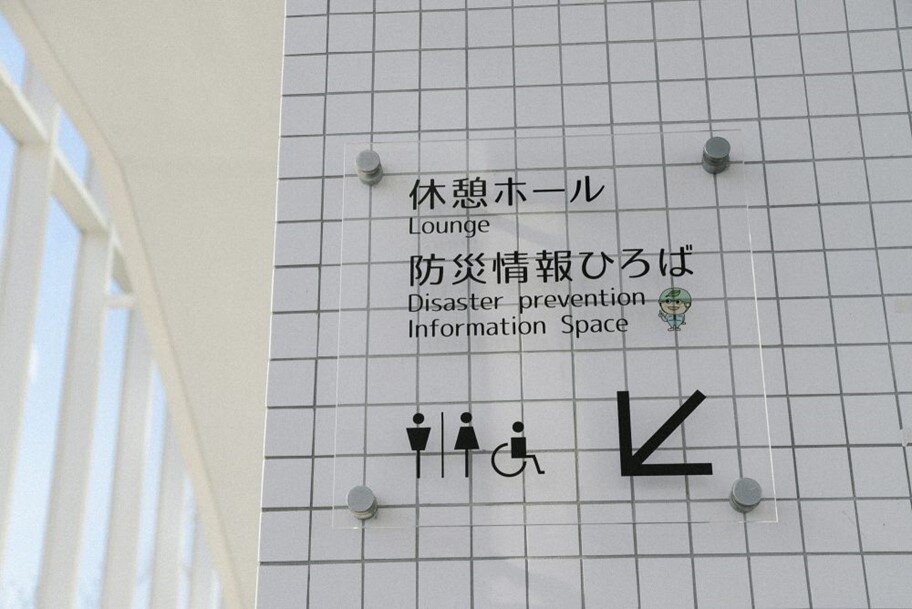 休憩ホール
Lounge
防災情報ひろば
Disaster prevention
Information Space